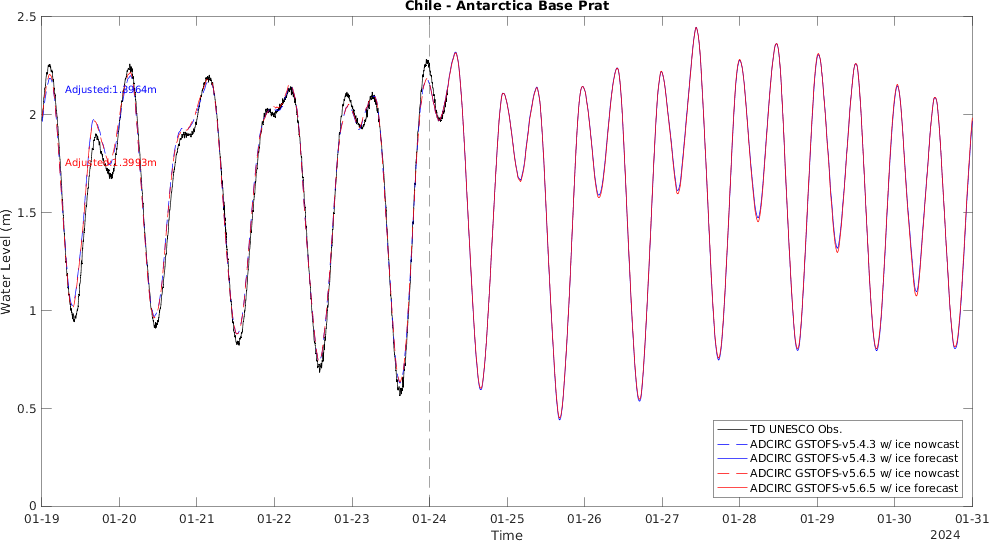 Chile - Antarctica Base Prat
2.5
2
1.5
1
0.5
0
Water Level (m)
Adjusted:1.3964m
Adjusted:1.3993m
TD UNESCO Obs.
ADCIRC GSTOFS-v5.4.3 w/ ice nowcast
ADCIRC GSTOFS-v5.4.3 w/ ice forecast
ADCIRC GSTOFS-v5.6.5 w/ ice nowcast
ADCIRC GSTOFS-v5.6.5 w/ ice forecast
01-19 01-20 01-21 01-22 01-23 01-24 01-25 01-26 01-27 01-28 01-29 01-30 01-31
Time
2024